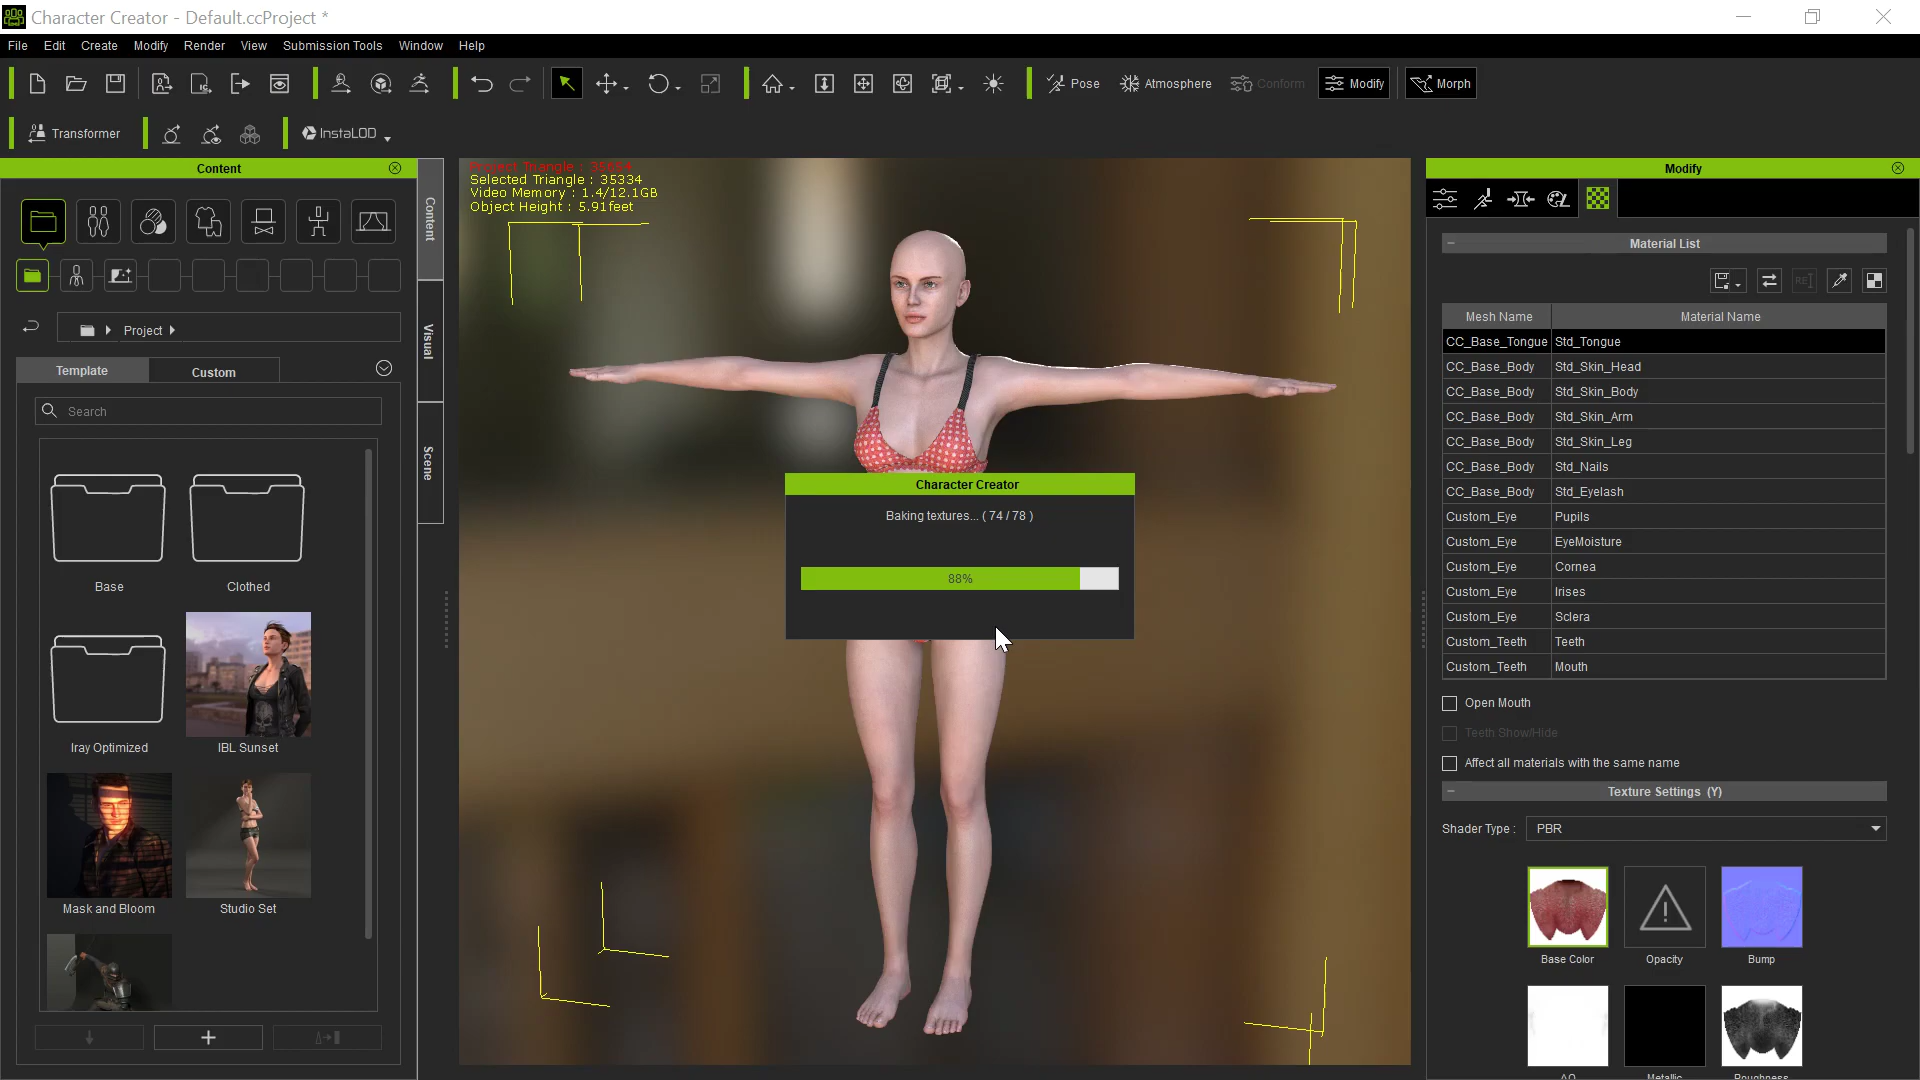 Character Creator - Default.ccProject *
File Edit Create Modify Render View Submission Tools Window Help
Pose Atmosphere Conform Modify Morph
Transformer InstaLOD
Content
Project
Template Custom
Search
Base Clothed
Iray Optimized IBL Sunset
Mask and Bloom Studio Set
Content
Visual
Scene
Project Triangle : 35654
Selected Triangle : 35334
Video Memory : 1.4/12.1GB
Object Height : 5.91feet
Character Creator
Baking textures... ( 74 / 78 )
88%
Modify
Material List
Mesh Name Material Name
CC_Base_Tongue Std_Tongue
CC_Base_Body Std_Skin_Head
CC_Base_Body Std_Skin_Body
CC_Base_Body Std_Skin_Arm
CC_Base_Body Std_Skin_Leg
CC_Base_Body Std_Nails
CC_Base_Body Std_Eyelash
Custom_Eye Pupils
Custom_Eye EyeMoisture
Custom_Eye Cornea
Custom_Eye Irises
Custom_Eye Sclera
Custom_Teeth Teeth
Custom_Teeth Mouth
Open Mouth
Teeth Show/Hide
Affect all materials with the same name
Texture Settings (Y)
Shader Type : PBR
Base Color Opacity Bump
AO Metallic Roughness